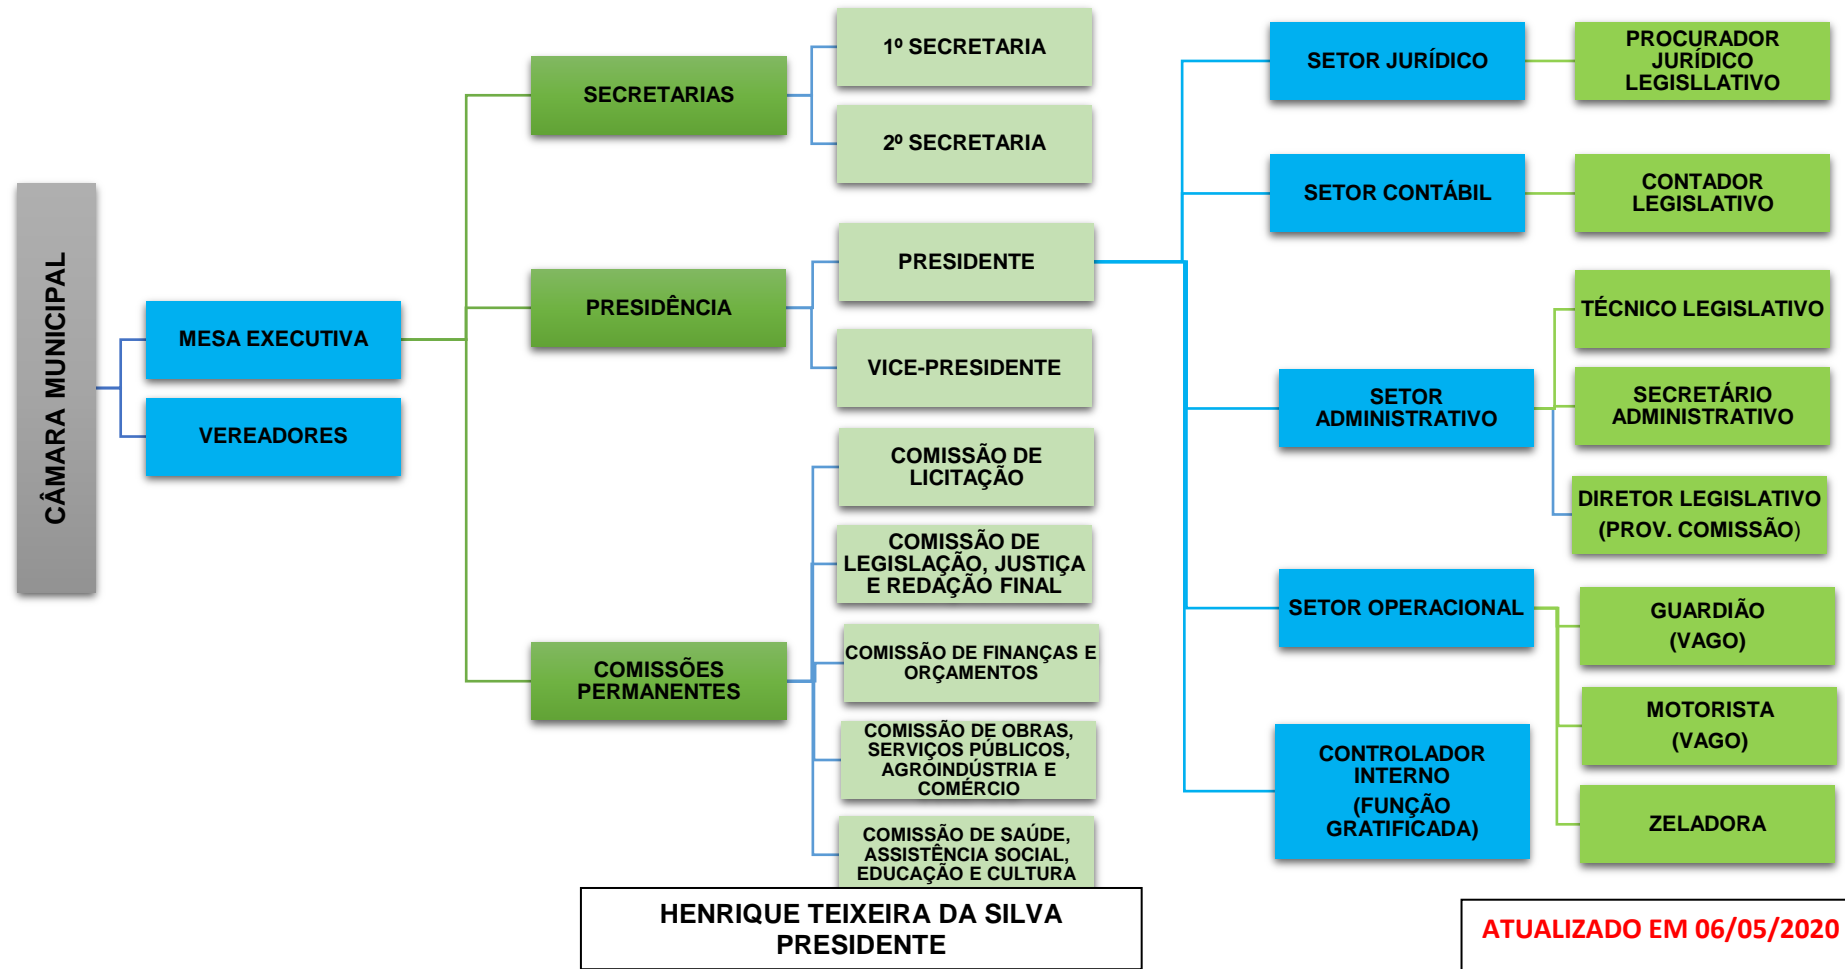 CÂMARA MUNICIPAL
MESA EXECUTIVA
VEREADORES
SECRETARIAS
1º SECRETARIA
2º SECRETARIA
PRESIDÊNCIA
PRESIDENTE
VICE-PRESIDENTE
COMISSÕES
PERMANENTES
COMISSÃO DE
LICITAÇÃO
COMISSÃO DE
LEGISLAÇÃO, JUSTIÇA
E REDAÇÃO FINAL
COMISSÃO DE FINANÇAS E
ORÇAMENTOS
COMISSÃO DE OBRAS,
SERVIÇOS PÚBLICOS,
AGROINDÚSTRIA E
COMÉRCIO
COMISSÃO DE SAÚDE,
ASSISTÊNCIA SOCIAL,
EDUCAÇÃO E CULTURA
SETOR JURÍDICO
PROCURADOR
JURÍDICO
LEGISLLATIVO
SETOR CONTÁBIL
CONTADOR
LEGISLATIVO
SETOR
ADMINISTRATIVO
TÉCNICO LEGISLATIVO
SECRETÁRIO
ADMINISTRATIVO
DIRETOR LEGISLATIVO
(PROV. COMISSÃO)
SETOR OPERACIONAL
GUARDIÃO
(VAGO)
MOTORISTA
(VAGO)
ZELADORA
CONTROLADOR
INTERNO
(FUNÇÃO
GRATIFICADA)
HENRIQUE TEIXEIRA DA SILVA
PRESIDENTE
ATUALIZADO EM 06/05/2020